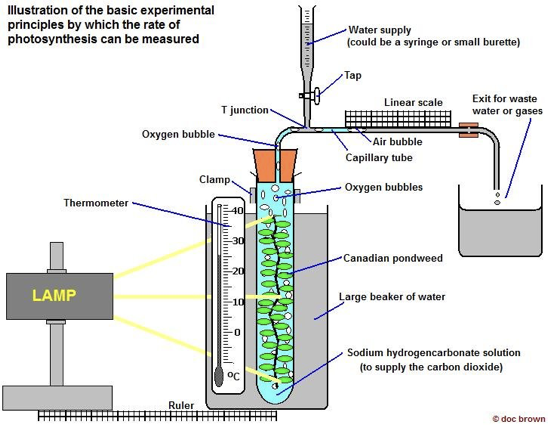 Illustration of the basic experimental
principles by which the rate of
photosynthesis can be measured
Water supply
(could be a syringe or small burette)
Tap
T junction
Linear scale
Exit for waste
water or gases
Oxygen bubble
Air bubble
Capillary tube
Clamp
Oxygen bubbles
Thermometer
40
30
20
10
0
oC
Canadian pondweed
LAMP
Large beaker of water
Sodium hydrogencarbonate solution
(to supply the carbon dioxide)
Ruler
© doc brown